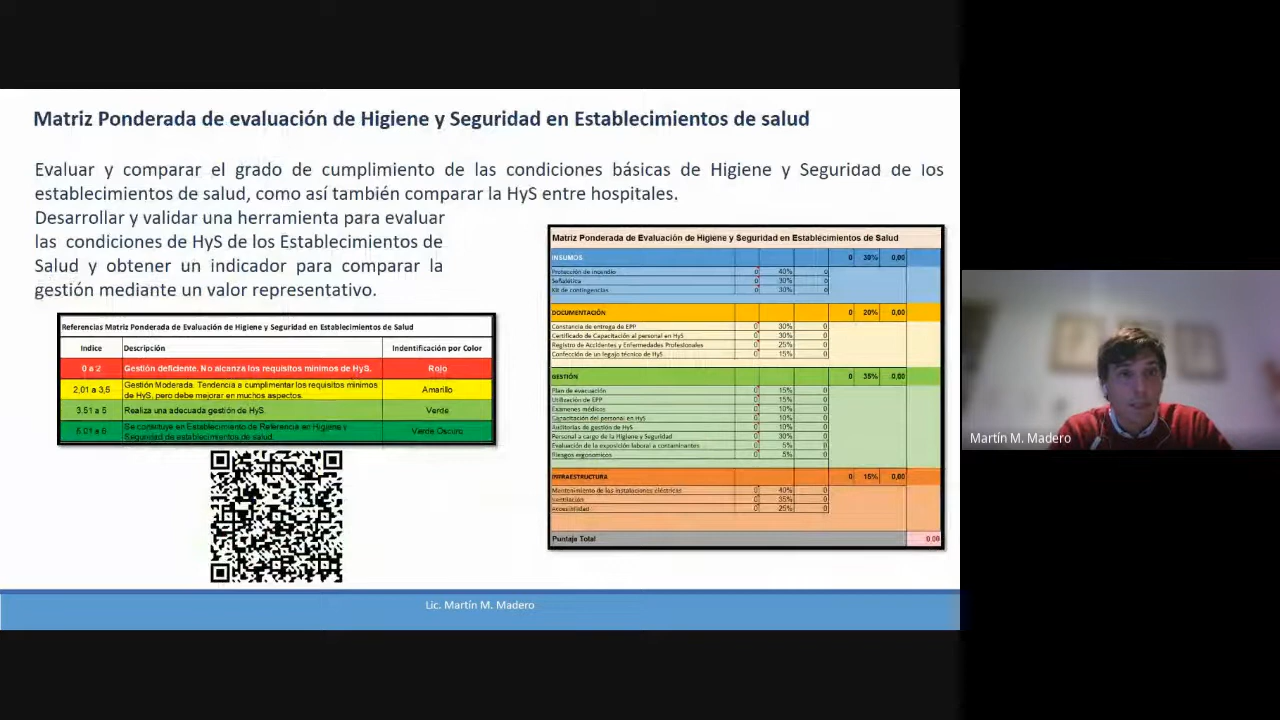 Matriz Ponderada de evaluación de Higiene y Seguridad en Establecimientos de salud
Evaluar y comparar el grado de cumplimiento de las condiciones básicas de Higiene y Seguridad de los
establecimientos de salud, como así también comparar la HyS entre hospitales.
Desarrollar y validar una herramienta para evaluar
las condiciones de HyS de los Establecimientos de
Salud y obtener un indicador para comparar la
gestión mediante un valor representativo.
Referencias Matriz Ponderada de Evaluación de Higiene y Seguridad en Establecimientos de Salud
Indice Descripción Indentificación por Color
0 a 2 Gestión deficiente. No alcanza los requisitos mínimos de HyS. Rojo
2,01 a 3,5 Gestión Moderada. Tendencia a cumplimentar los requisitos mínimos
de HyS, pero debe mejorar en muchos aspectos. Amarillo
3.51 a 5 Realiza una adecuada gestión de HyS. Verde
5.01 a 6 Se constituye en Establecimiento de Referencia en Higiene y
Seguridad de establecimientos de salud. Verde Oscuro
Matriz Ponderada de Evaluación de Higiene y Seguridad en Establecimientos de Salud
INSUMOS 0 30% 0,00
Protección de incendio 0 40% 0
Señalética 0 30% 0
Kit de contingencias 0 30% 0
DOCUMENTACIÓN 0 20% 0,00
Constancia de entrega de EPP 0 30% 0
Certificado de Capacitación al personal en HyS 0 30% 0
Registro de Accidentes y Enfermedades Profesionales 0 25% 0
Confección de un legajo técnico de HyS 0 15% 0
GESTIÓN 0 35% 0,00
Plan de evacuación 0 15% 0
Utilización de EPP 0 15% 0
Exámenes médicos 0 10% 0
Capacitación del personal en HyS 0 10% 0
Auditorias de gestión de HyS 0 10% 0
Personal a cargo de la Higiene y Seguridad 0 30% 0
Evaluación de la exposición laboral a contaminantes 0 5% 0
Riesgos ergonomicos 0 5% 0
INFRAESTRUCTURA 0 15% 0,00
Mantenimiento de las instalaciones eléctricas 0 40% 0
Ventilación 0 35% 0
Accesibilidad 0 25% 0
Puntaje Total 0.00
Lic. Martín M. Madero
Martín M. Madero